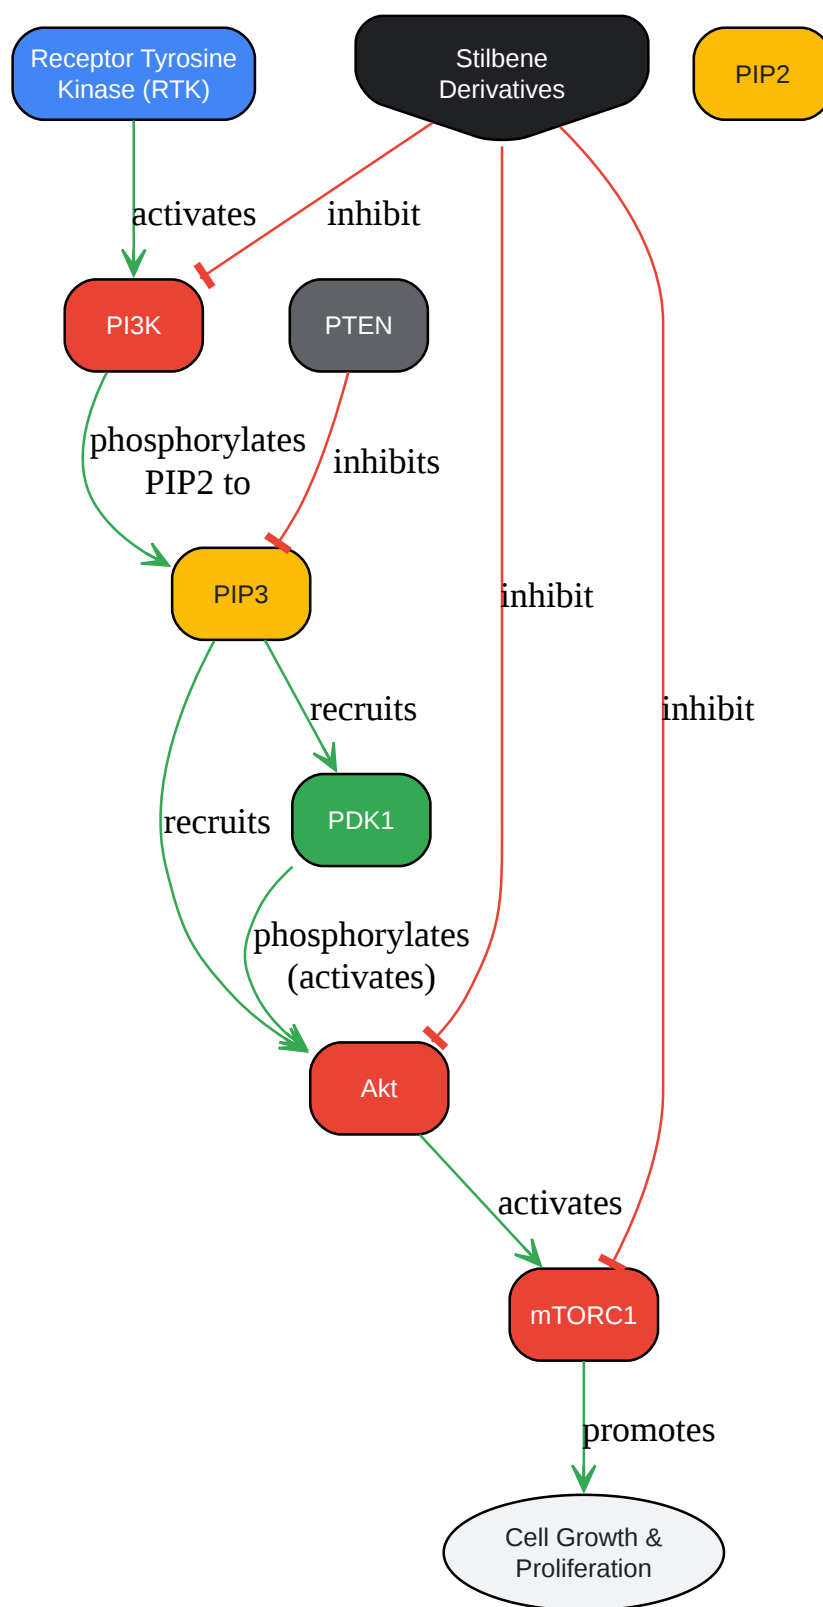 Receptor Tyrosine
Kinase (RTK)
Stilbene
Derivatives
PIP2
activates
inhibit
PI3K
PTEN
phosphorylates
PIP2 to
inhibits
PIP3
inhibit
recruits
inhibit
recruits
PDK1
phosphorylates
(activates)
Akt
activates
mTORC1
promotes
Cell Growth &
Proliferation